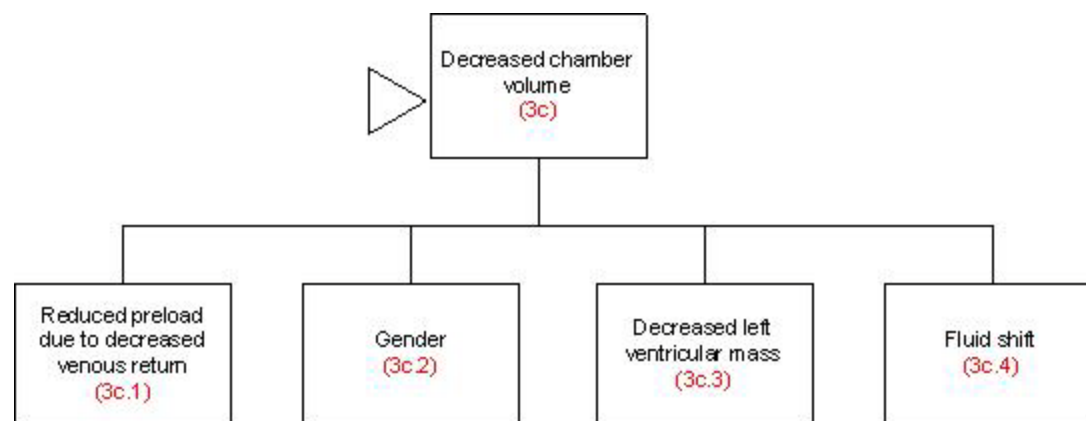 Decreased chamber
volume
(3c)
Reduced preload
due to decreased
venous return
(3c.1)
Gender
(3c.2)
Decreased left
ventricular mass
(3c.3)
Fluid shift
(3c.4)